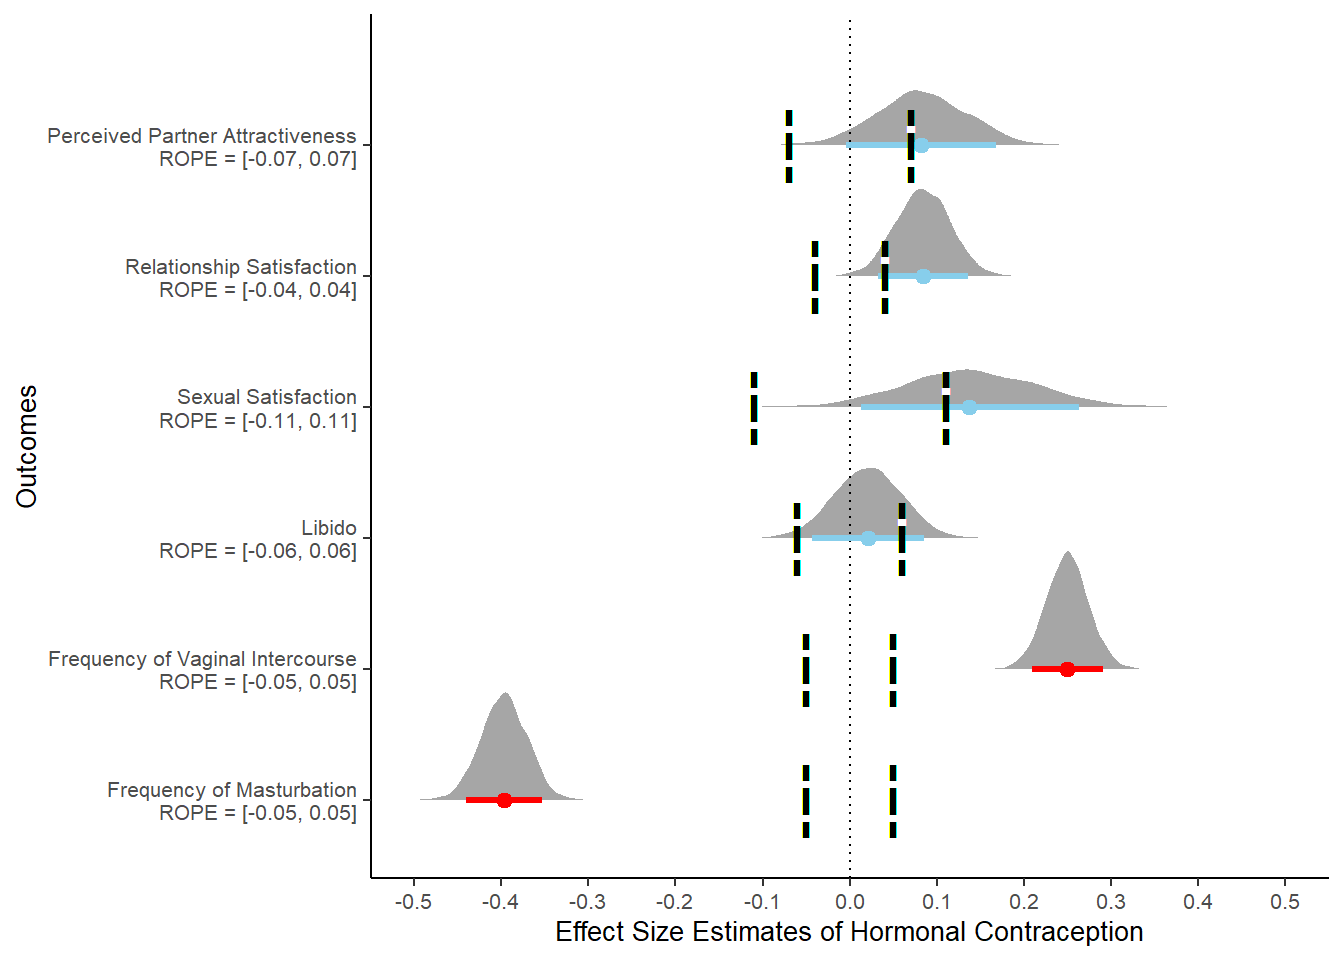 Perceived Partner Attractiveness
ROPE = [-0.07, 0.07]
Relationship Satisfaction
ROPE = [-0.04, 0.04]
Sexual Satisfaction
ROPE = [-0.11, 0.11]
Outcomes
Libido
ROPE = [-0.06, 0.06]
Frequency of Vaginal Intercourse
ROPE = [-0.05, 0.05]
Frequency of Masturbation
ROPE = [-0.05, 0.05]
-0.5 -0.4 -0.3 -0.2 -0.1 0.0 0.1 0.2 0.3 0.4 0.5
Effect Size Estimates of Hormonal Contraception